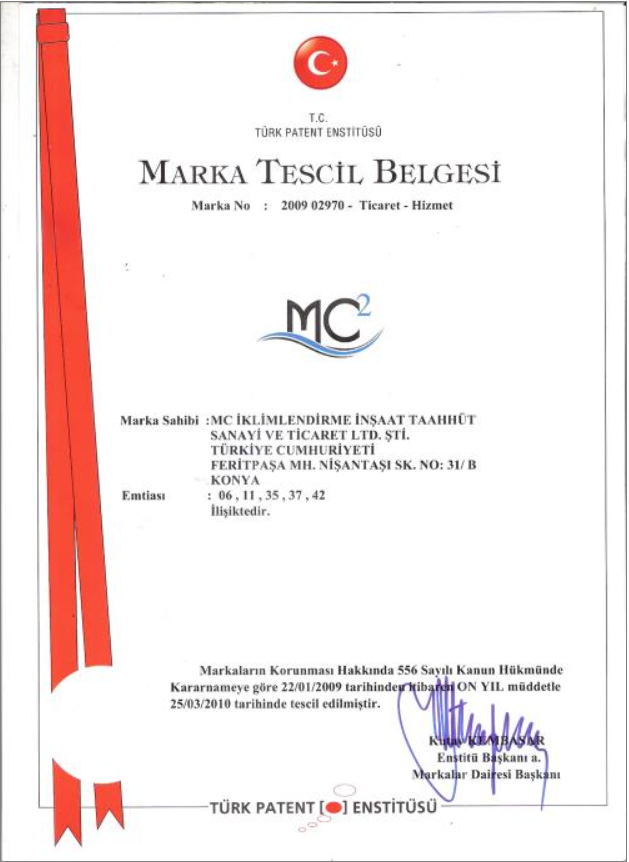 T.C.
TÜRK PATENT ENSTİTÜSÜ
MARKA TESCİL BELGESİ
Marka No : 2009 02970 - Ticaret - Hizmet
MC2
Marka Sahibi :MC İKLİMLENDİRME İNŞAAT TAAHHÜT
SANAYİ VE TİCARET LTD. ŞTİ.
TÜRKİYE CUMHURİYETİ
FERİTPAŞA MH. NİŞANTAŞI SK. NO: 31/ B
KONYA
Emtiası : 06 , 11 , 35 , 37 , 42
İlişiktedir.
Markaların Korunması Hakkında 556 Sayılı Kanun Hükmünde
Kararnameye göre 22/01/2009 tarihinden itibaren ON YIL müddetle
25/03/2010 tarihinde tescil edilmiştir.
Enstitü Başkanı a.
Markalar Dairesi Başkanı
TÜRK PATENT [ ] ENSTİTÜSÜ